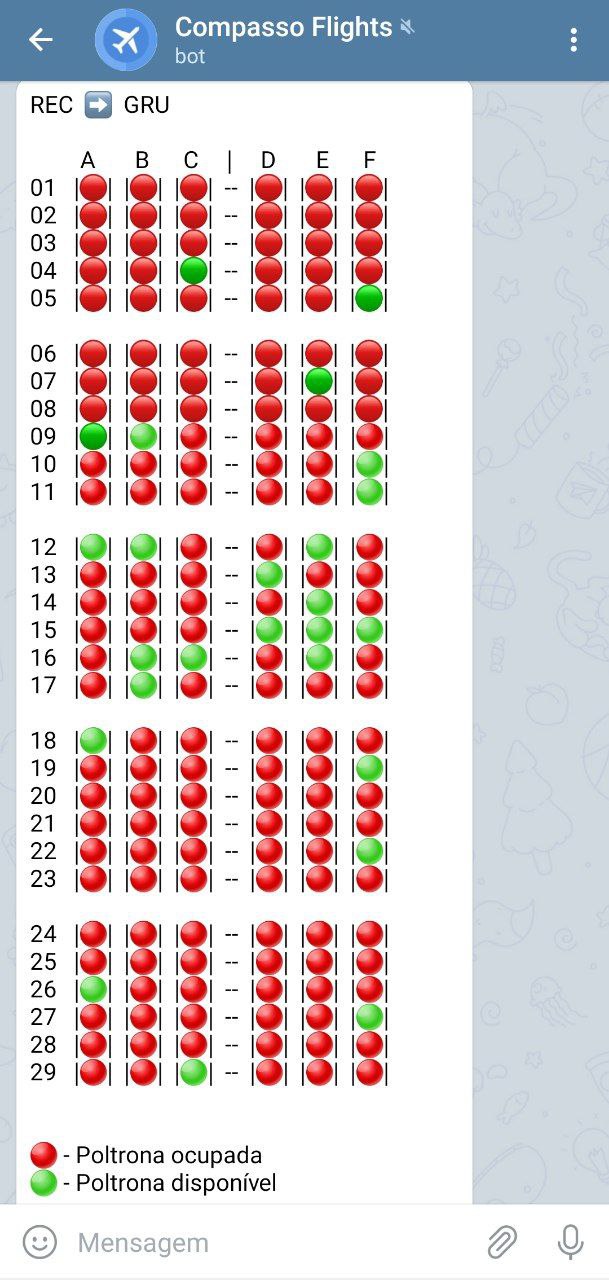 Compasso Flights
bot
REC ➡ GRU
A B C | D E F
01 | | | | | | -- | | | | | |
02 | | | | | | -- | | | | | |
03 | | | | | | -- | | | | | |
04 | | | | | | -- | | | | | |
05 | | | | | | -- | | | | | |
06 | | | | | | -- | | | | | |
07 | | | | | | -- | | | | | |
08 | | | | | | -- | | | | | |
09 | | | | | | -- | | | | | |
10 | | | | | | -- | | | | | |
11 | | | | | | -- | | | | | |
12 | | | | | | -- | | | | | |
13 | | | | | | -- | | | | | |
14 | | | | | | -- | | | | | |
15 | | | | | | -- | | | | | |
16 | | | | | | -- | | | | | |
17 | | | | | | -- | | | | | |
18 | | | | | | -- | | | | | |
19 | | | | | | -- | | | | | |
20 | | | | | | -- | | | | | |
21 | | | | | | -- | | | | | |
22 | | | | | | -- | | | | | |
23 | | | | | | -- | | | | | |
24 | | | | | | -- | | | | | |
25 | | | | | | -- | | | | | |
26 | | | | | | -- | | | | | |
27 | | | | | | -- | | | | | |
28 | | | | | | -- | | | | | |
29 | | | | | | -- | | | | | |
- Poltrona ocupada
- Poltrona disponível
Mensagem